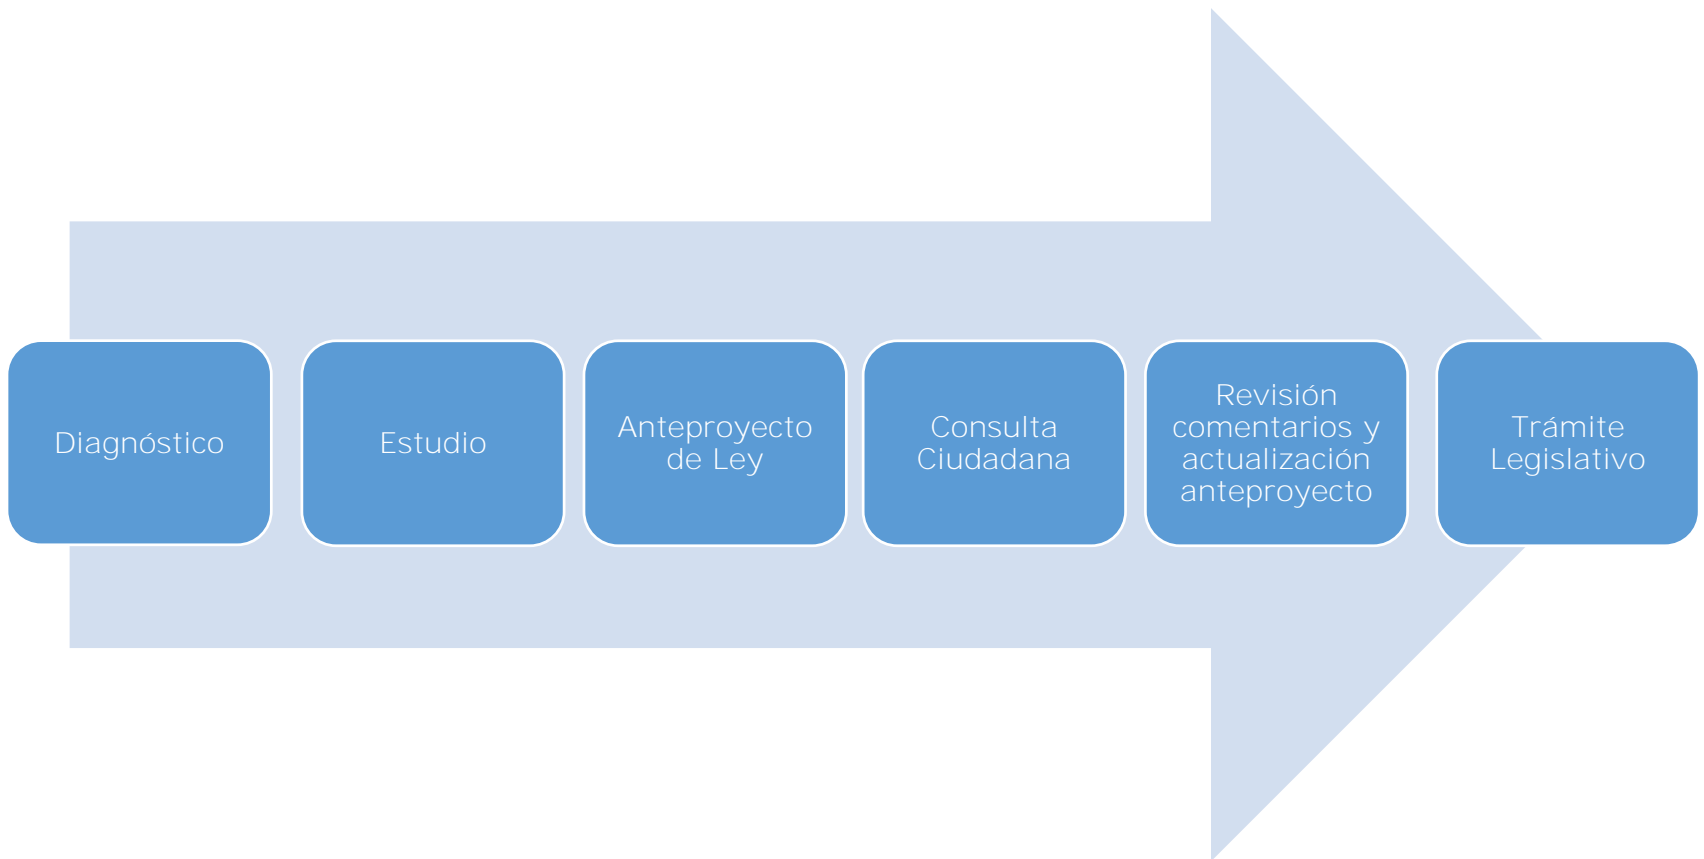 Diagnóstico
Estudio
Anteproyecto
de Ley
Consulta
Ciudadana
Revisión
comentarios y
actualización
anteproyecto
Trámite
Legislativo